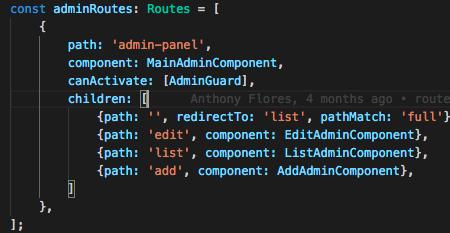 const adminRoutes: Routes = [
{
path: 'admin-panel',
component: MainAdminComponent,
canActivate: [AdminGuard],
children: [ Anthony Flores, 4 months ago • route
{path: '', redirectTo: 'list', pathMatch: 'full'}
{path: 'edit', component: EditAdminComponent},
{path: 'list', component: ListAdminComponent},
{path: 'add', component: AddAdminComponent},
]
},
];